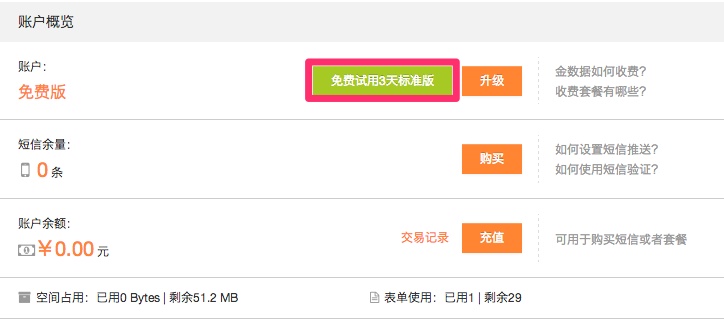 账户概览
账户：
免费版
免费试用3天标准版
升级
金数据如何收费？
收费套餐有哪些？
短信余量：
0 条
购买
如何设置短信推送？
如何使用短信验证？
账户余额：
¥0.00 元
交易记录
充值
可用于购买短信或者套餐
空间占用：已用0 Bytes | 剩余51.2 MB
表单使用：已用1 | 剩余29